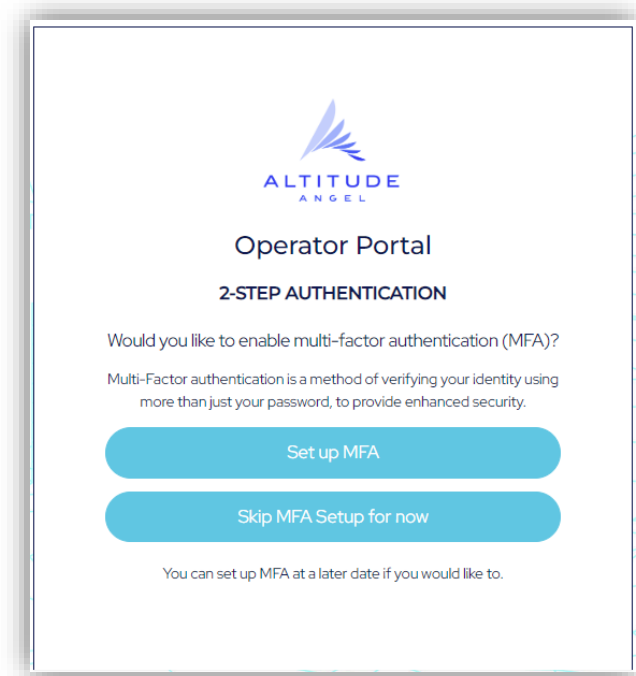 ALTITUDE
ANGEL
Operator Portal
2-STEP AUTHENTICATION
Would you like to enable multi-factor authentication (MFA)?
Multi-Factor authentication is a method of verifying your identity using
more than just your password, to provide enhanced security.
Set up MFA
Skip MFA Setup for now
You can set up MFA at a later date if you would like to.